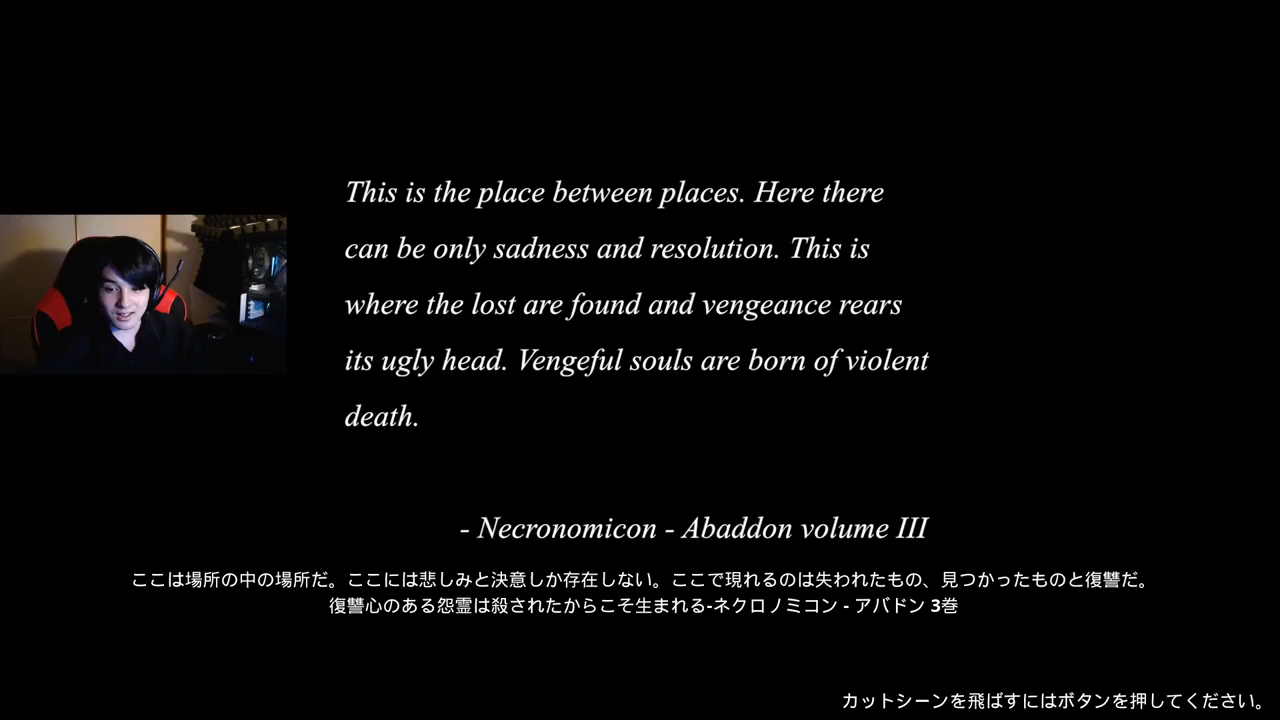 This is the place between places. Here there
can be only sadness and resolution. This is
where the lost are found and vengeance rears
its ugly head. Vengeful souls are born of violent
death.
- Necronomicon - Abaddon volume III
ここは場所の中の場所だ。ここには悲しみと決意しか存在しない。ここで現れるのは失われたもの、見つかったものと復讐だ。
復讐心のある怨霊は殺されたからこそ生まれる-ネクロノミコン - アバドン 3巻
カットシーンを飛ばすにはボタンを押してください。